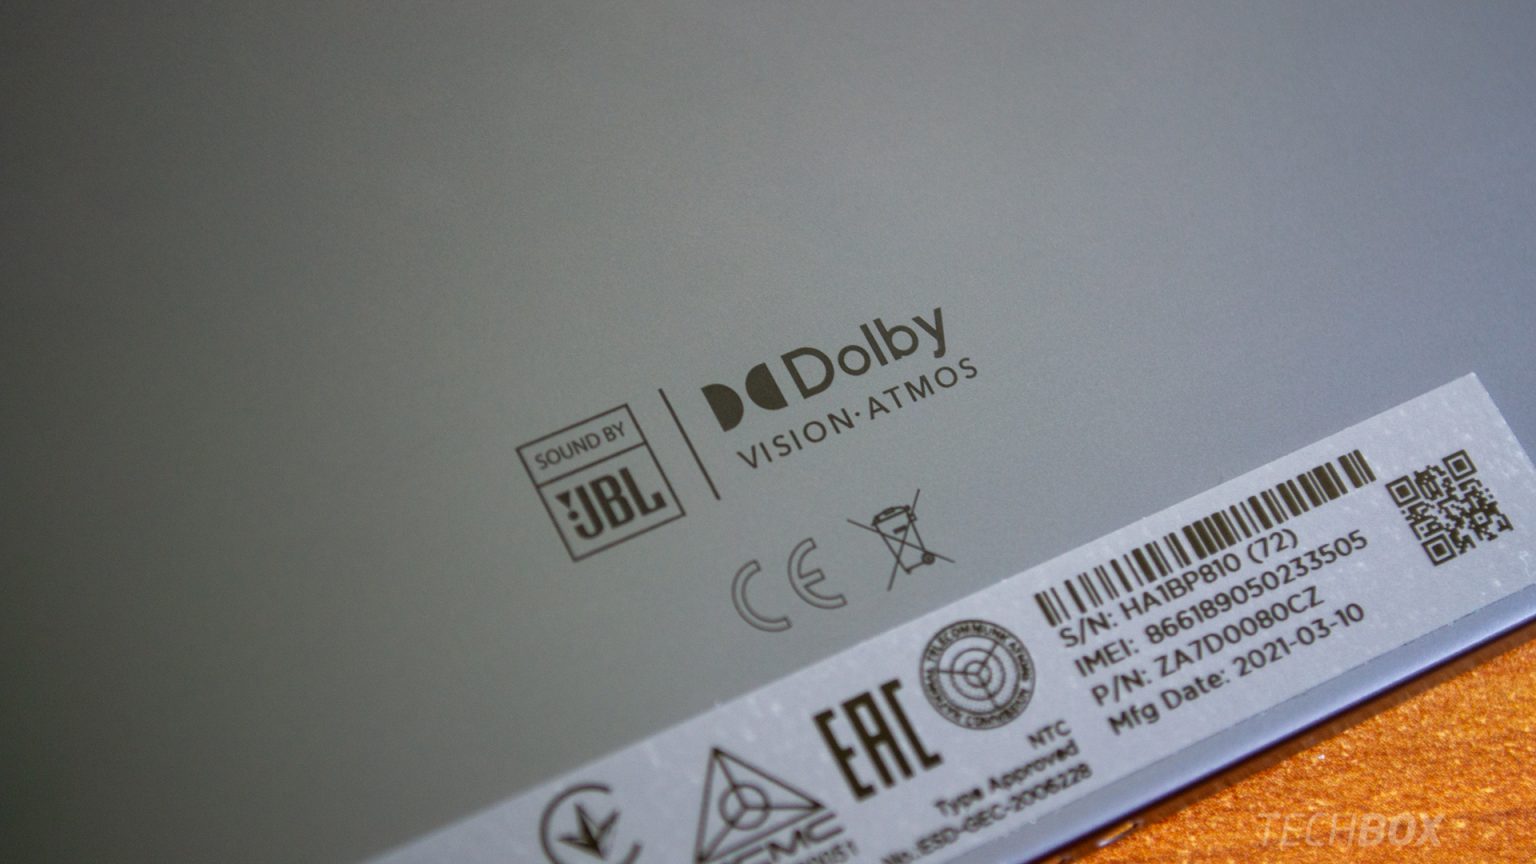 SOUND BY
JBL
Dolby
VISION·ATMOS
CE
S/N: HA1BP810 (72)
IMEI: 866189050233505
P/N: ZA7D0080CZ
Mfg Date: 2021-03-10
EAC
NTC
Type Approved
No.:ESD-GEC-2006228
CMC
TECHBOX